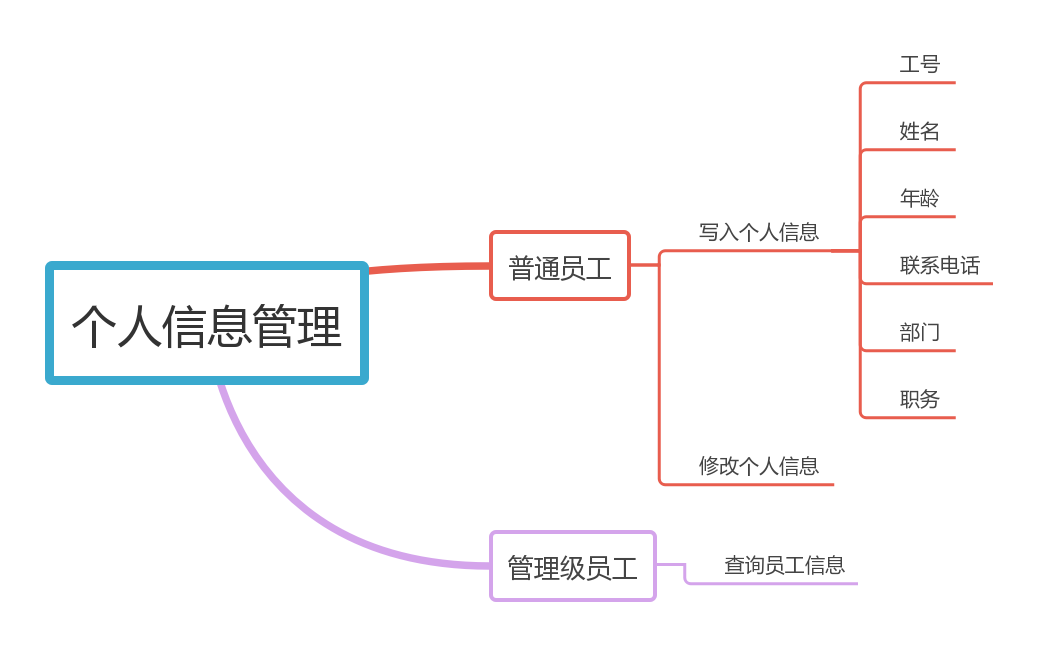 个人信息管理
普通员工
写入个人信息
工号
姓名
年龄
联系电话
部门
职务
修改个人信息
管理级员工
查询员工信息